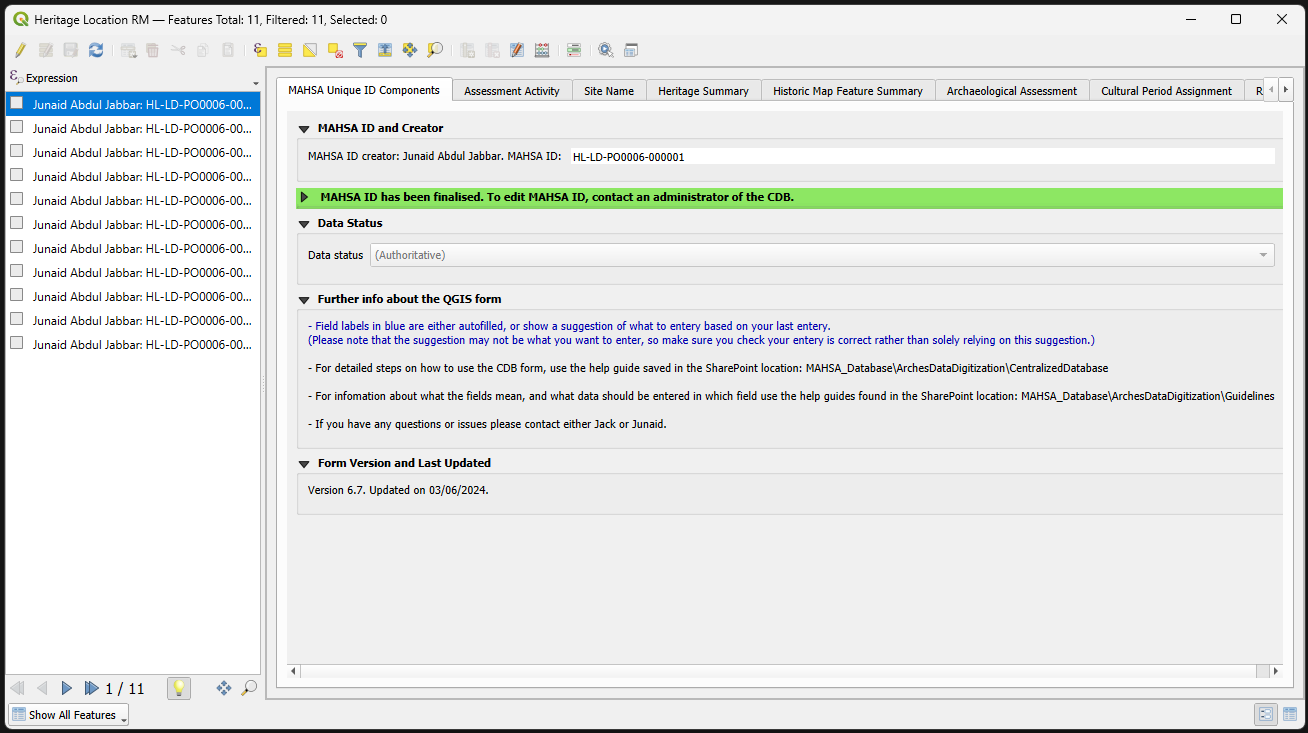 Heritage Location RM — Features Total: 11, Filtered: 11, Selected: 0
Expression
Junaid Abdul Jabbar: HL-LD-PO0006-00...
Junaid Abdul Jabbar: HL-LD-PO0006-00...
Junaid Abdul Jabbar: HL-LD-PO0006-00...
Junaid Abdul Jabbar: HL-LD-PO0006-00...
Junaid Abdul Jabbar: HL-LD-PO0006-00...
Junaid Abdul Jabbar: HL-LD-PO0006-00...
Junaid Abdul Jabbar: HL-LD-PO0006-00...
Junaid Abdul Jabbar: HL-LD-PO0006-00...
Junaid Abdul Jabbar: HL-LD-PO0006-00...
Junaid Abdul Jabbar: HL-LD-PO0006-00...
Junaid Abdul Jabbar: HL-LD-PO0006-00...
1 / 11
Show All Features
MAHSA Unique ID Components Assessment Activity Site Name Heritage Summary Historic Map Feature Summary Archaeological Assessment Cultural Period Assignment R
MAHSA ID and Creator
MAHSA ID creator: Junaid Abdul Jabbar. MAHSA ID: HL-LD-PO0006-000001
MAHSA ID has been finalised. To edit MAHSA ID, contact an administrator of the CDB.
Data Status
Data status (Authoritative)
Further info about the QGIS form
- Field labels in blue are either autofilled, or show a suggestion of what to entery based on your last entery.
(Please note that the suggestion may not be what you want to enter, so make sure you check your entery is correct rather than solely relying on this suggestion.)
- For detailed steps on how to use the CDB form, use the help guide saved in the SharePoint location: MAHSA_Database\ArchesDataDigitization\CentralizedDatabase
- For infomation about what the fields mean, and what data should be entered in which field use the help guides found in the SharePoint location: MAHSA_Database\ArchesDataDigitization\Guidelines
- If you have any questions or issues please contact either Jack or Junaid.
Form Version and Last Updated
Version 6.7. Updated on 03/06/2024.